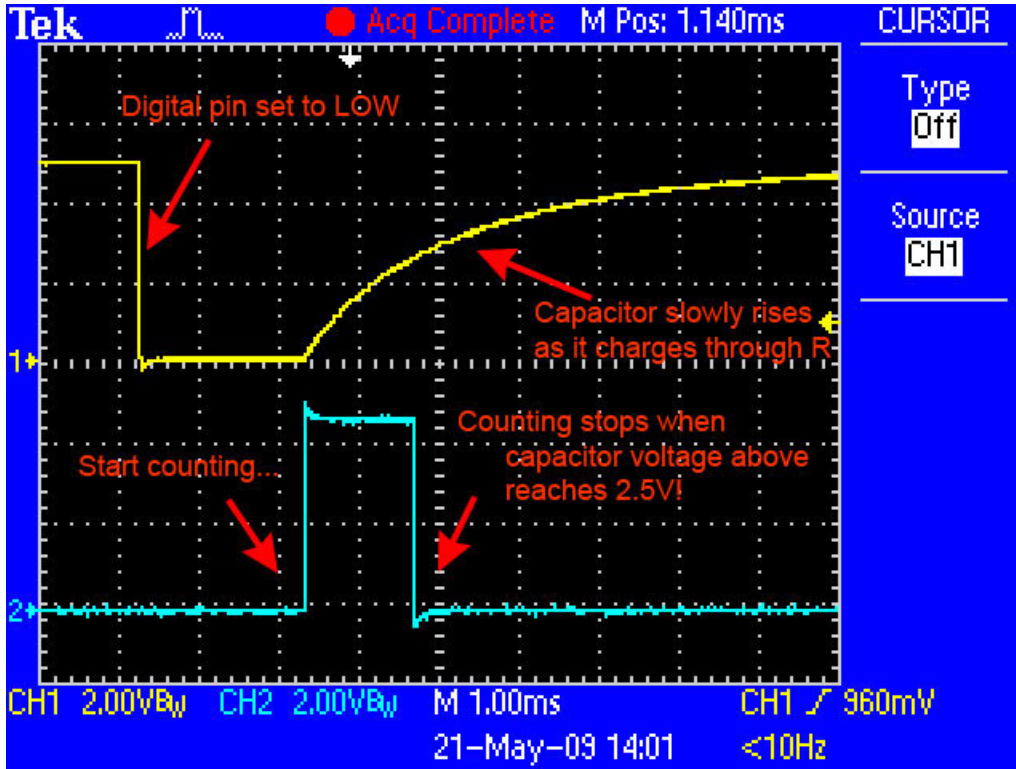 Tek Acq Complete M Pos: 1.140ms CURSOR
Type
Off
Source
CH1
Digital pin set to LOW
Capacitor slowly rises
as it charges through R
1
Counting stops when
capacitor voltage above
reaches 2.5V!
Start counting...
2
CH1 2.00VBw CH2 2.00VBw M 1.00ms CH1 / 960mV
21-May-09 14:01 <10Hz